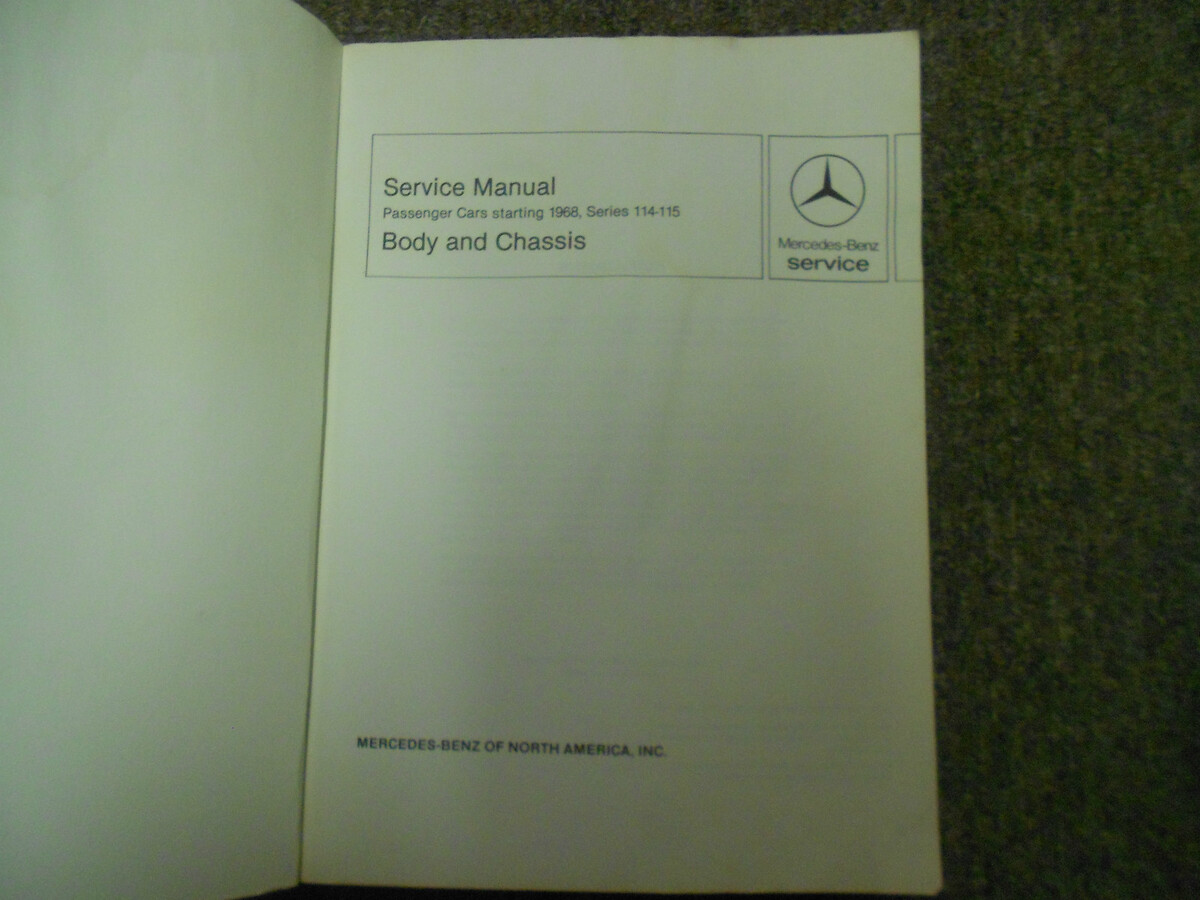 Service Manual
Passenger Cars starting 1968, Series 114-115
Body and Chassis
Mercedes-Benz
service
MERCEDES-BENZ OF NORTH AMERICA, INC.